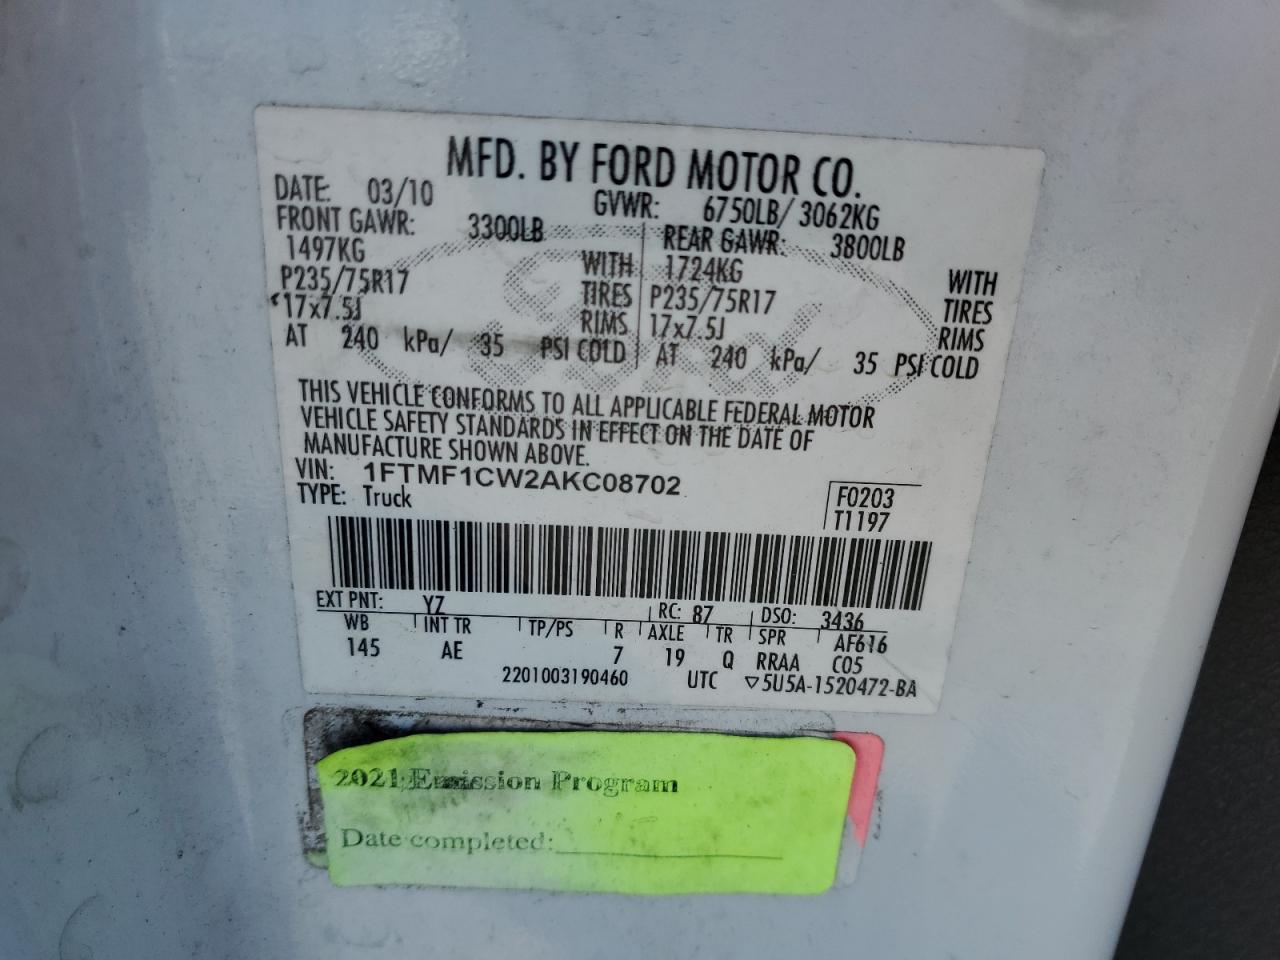 MFD. BY FORD MOTOR CO.
DATE: 03/10 GVWR: 6750LB/ 3062KG
FRONT GAWR: 3300LB REAR GAWR: 3800LB
1497KG WITH 1724KG WITH
P235/75R17 TIRES P235/75R17 TIRES
17x7.5J RIMS 17x7.5J RIMS
AT 240 kPa/ 35 PSI COLD AT 240 kPa/ 35 PSI COLD
THIS VEHICLE CONFORMS TO ALL APPLICABLE FEDERAL MOTOR
VEHICLE SAFETY STANDARDS IN EFFECT ON THE DATE OF
MANUFACTURE SHOWN ABOVE.
VIN: 1FTMF1CW2AKC08702
TYPE: Truck F0203
T1197
EXT PNT: YZ RC: 87 DSO: 3436
WB INT TR TP/PS R AXLE TR SPR AF616
145 AE 7 19 Q RRAA C05
2201003190460 UTC ▽5U5A-1520472-BA
2021 Emission Program
Date completed: